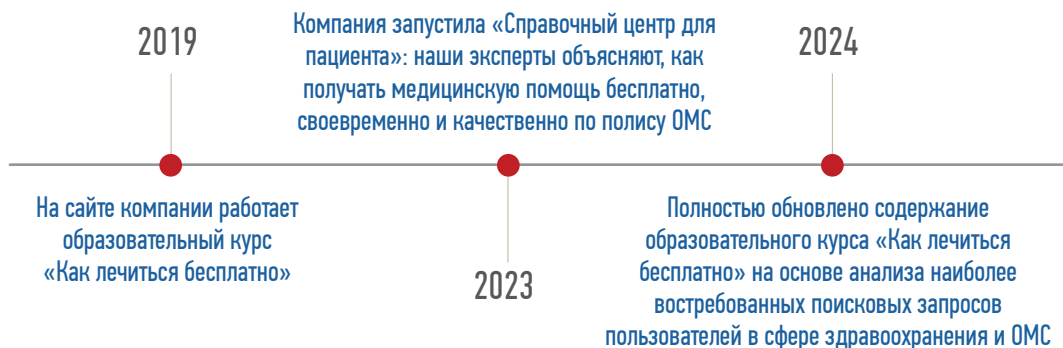 2019
На сайте компании работает
образовательный курс
«Как лечиться бесплатно»
Компания запустила «Справочный центр для
пациента»: наши эксперты объясняют, как
получать медицинскую помощь бесплатно,
своевременно и качественно по полису ОМС
2023
2024
Полностью обновлено содержание
образовательного курса «Как лечиться
бесплатно» на основе анализа наиболее
востребованных поисковых запросов
пользователей в сфере здравоохранения и ОМС